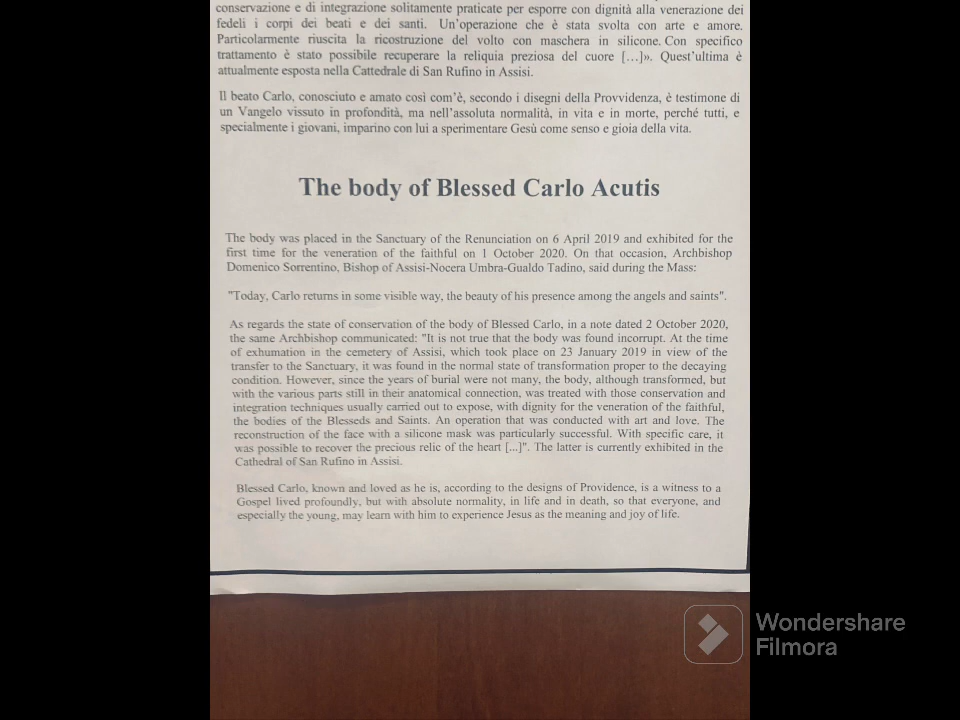 conservazione e di integrazione solitamente praticate per esporre con dignità alla venerazione dei
fedeli i corpi dei beati e dei santi. Un'operazione che è stata svolta con arte e amore.
Particolarmente riuscita la ricostruzione del volto con maschera in silicone. Con specifico
trattamento è stato possibile recuperare la reliquia preziosa del cuore […]». Quest'ultima è
attualmente esposta nella Cattedrale di San Rufino in Assisi.
Il beato Carlo, conosciuto e amato così com'è, secondo i disegni della Provvidenza, è testimone di
un Vangelo vissuto in profondità, ma nell'assoluta normalità, in vita e in morte, perché tutti, e
specialmente i giovani, imparino con lui a sperimentare Gesù come senso e gioia della vita.
The body of Blessed Carlo Acutis
The body was placed in the Sanctuary of the Renunciation on 6 April 2019 and exhibited for the
first time for the veneration of the faithful on 1 October 2020. On that occasion, Archbishop
Domenico Sorrentino, Bishop of Assisi-Nocera Umbra-Gualdo Tadino, said during the Mass:
"Today, Carlo returns in some visible way, the beauty of his presence among the angels and saints".
As regards the state of conservation of the body of Blessed Carlo, in a note dated 2 October 2020,
the same Archbishop communicated: "It is not true that the body was found incorrupt. At the time
of exhumation in the cemetery of Assisi, which took place on 23 January 2019 in view of the
transfer to the Sanctuary, it was found in the normal state of transformation proper to the decaying
condition. However, since the years of burial were not many, the body, although transformed, but
with the various parts still in their anatomical connection, was treated with those conservation and
integration techniques usually carried out to expose, with dignity for the veneration of the faithful,
the bodies of the Blesseds and Saints. An operation that was conducted with art and love. The
reconstruction of the face with a silicone mask was particularly successful. With specific care, it
was possible to recover the precious relic of the heart [...]". The latter is currently exhibited in the
Cathedral of San Rufino in Assisi.
Blessed Carlo, known and loved as he is, according to the designs of Providence, is a witness to a
Gospel lived profoundly, but with absolute normality, in life and in death, so that everyone, and
especially the young, may learn with him to experience Jesus as the meaning and joy of life.
Wondershare
Filmora